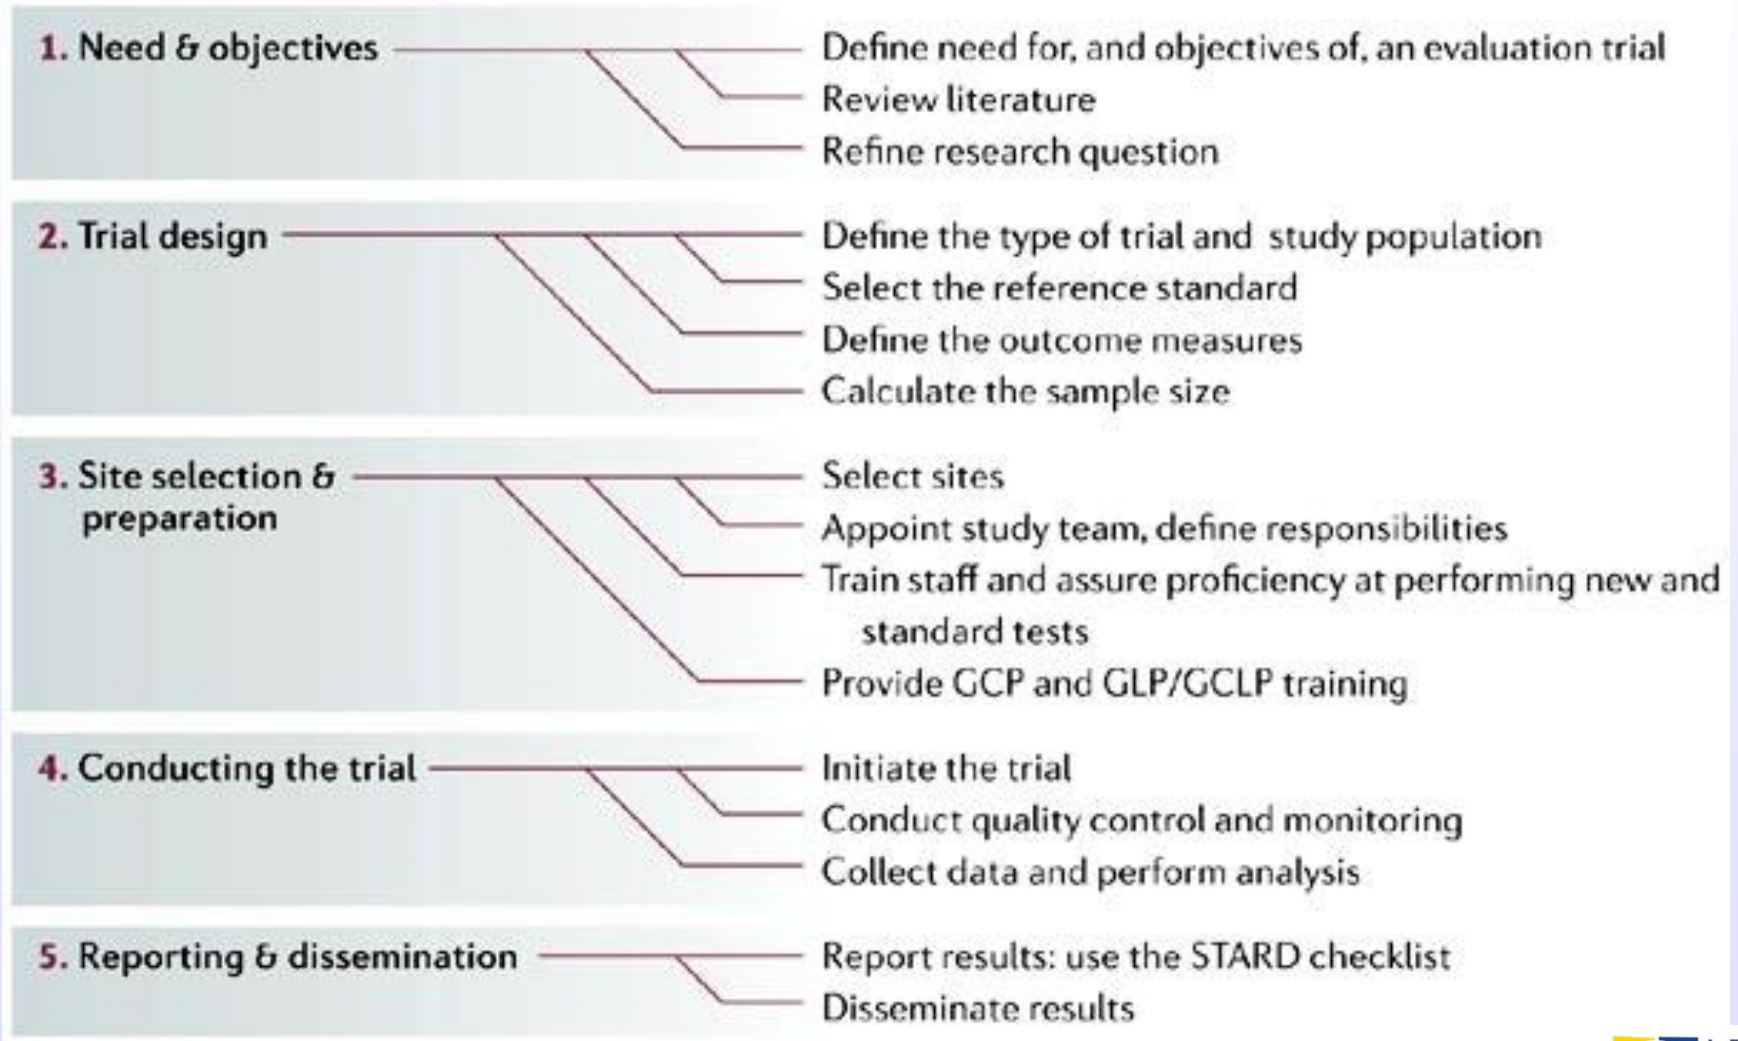 1. Need & objectives
Define need for, and objectives of, an evaluation trial
Review literature
Refine research question
2. Trial design
Define the type of trial and study population
Select the reference standard
Define the outcome measures
Calculate the sample size
3. Site selection &
preparation
Select sites
Appoint study team, define responsibilities
Train staff and assure proficiency at performing new and
standard tests
Provide GCP and GLP/GCLP training
4. Conducting the trial
Initiate the trial
Conduct quality control and monitoring
Collect data and perform analysis
5. Reporting & dissemination
Report results: use the STARD checklist
Disseminate results